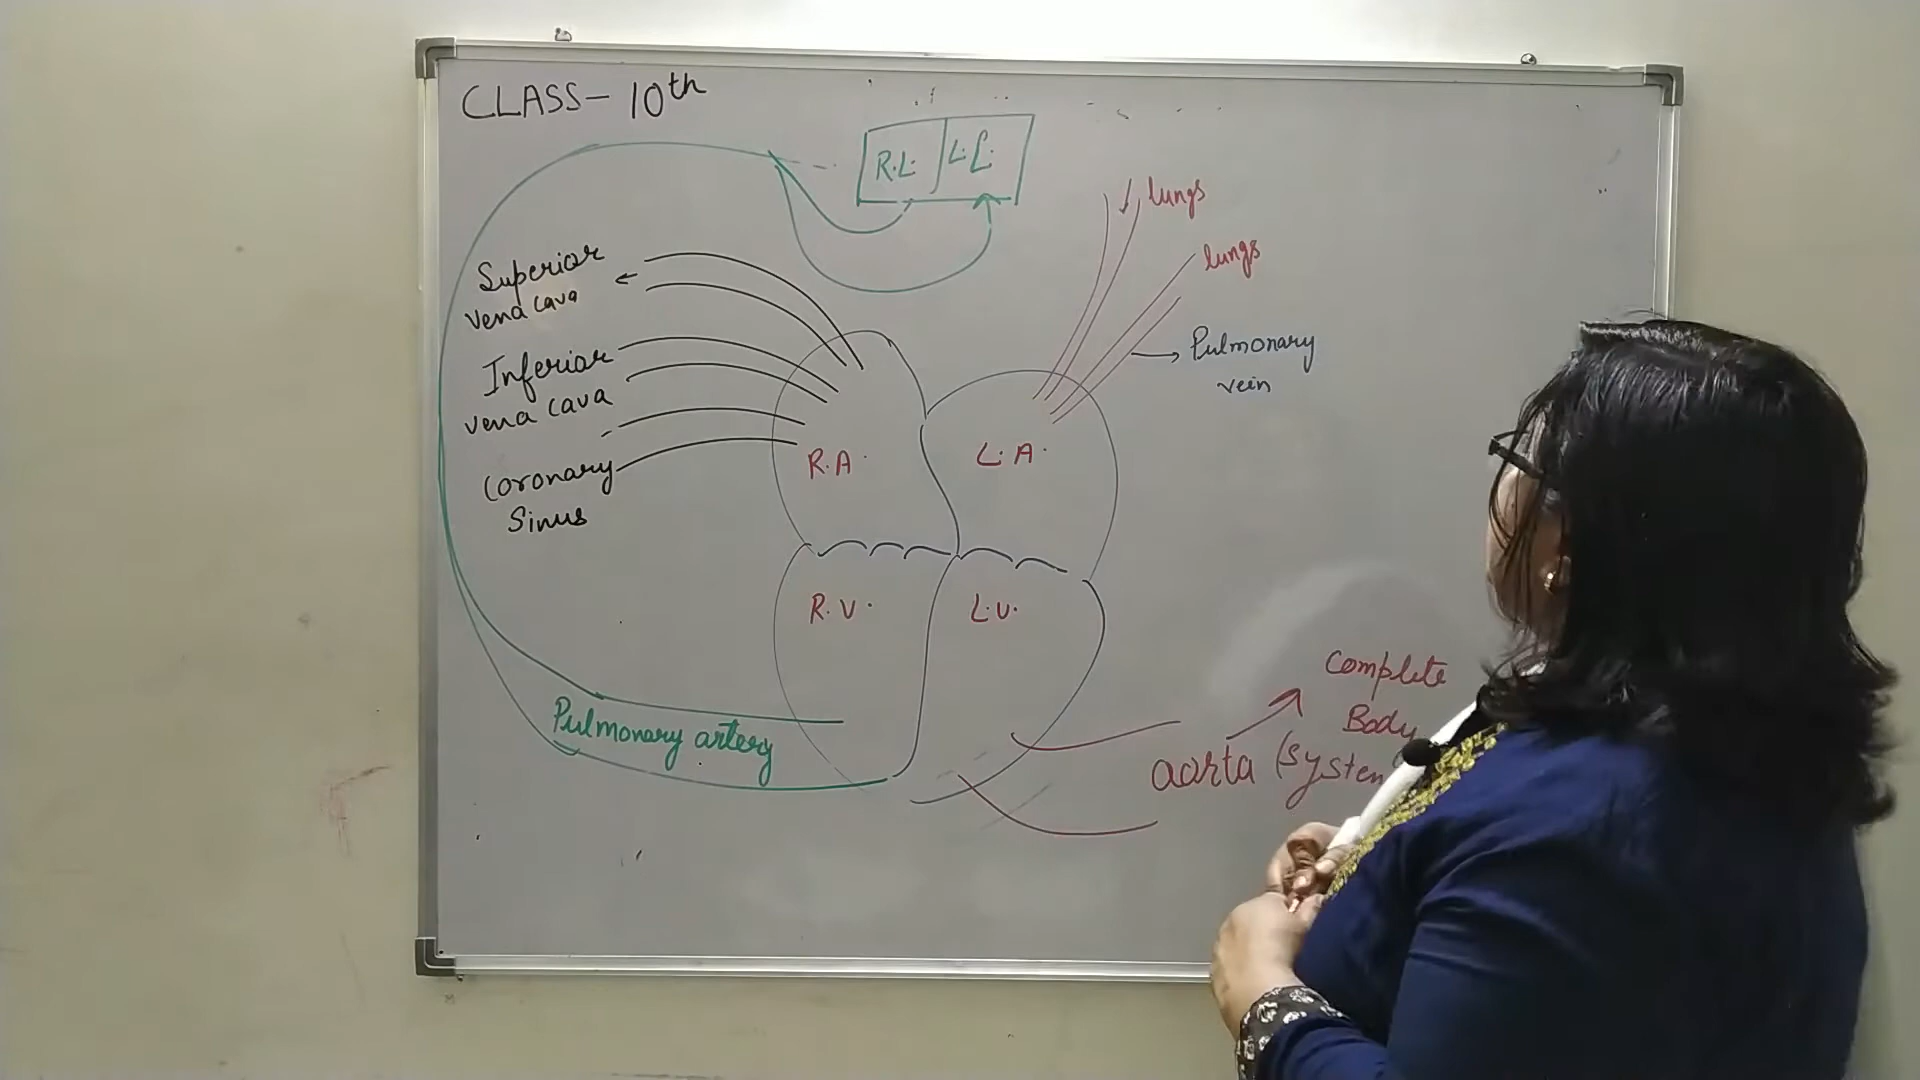 CLASS- 10th
R.L. L.L.
lungs
lungs
Superior
vena cava
Inferior
vena cava
Coronary
Sinus
Pulmonary
vein
R.A.
L.A.
R.V.
L.V.
Pulmonary artery
Complete
Body
aarta (system